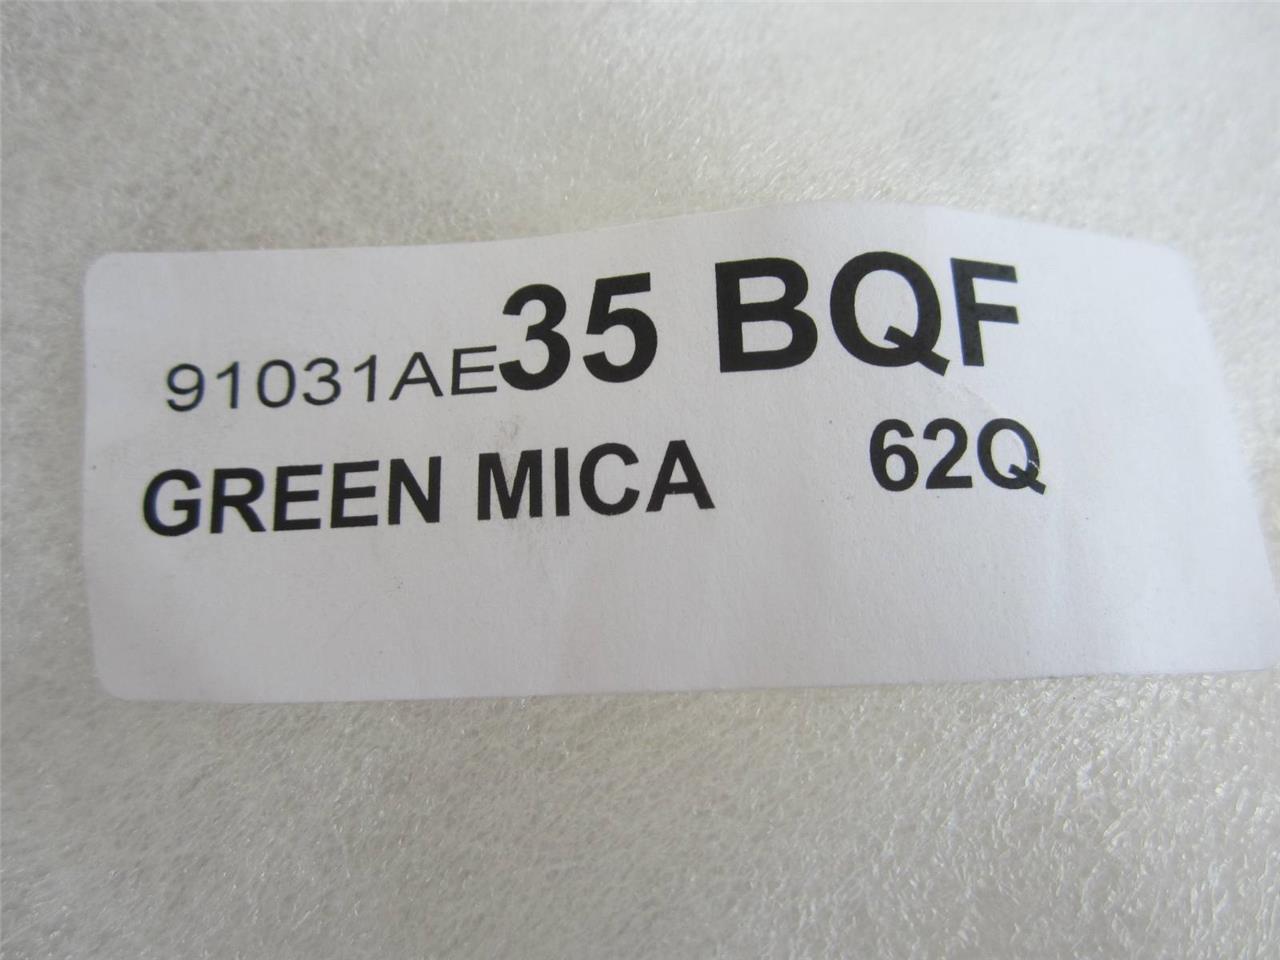 91031AE35 BQF
GREEN MICA 62Q